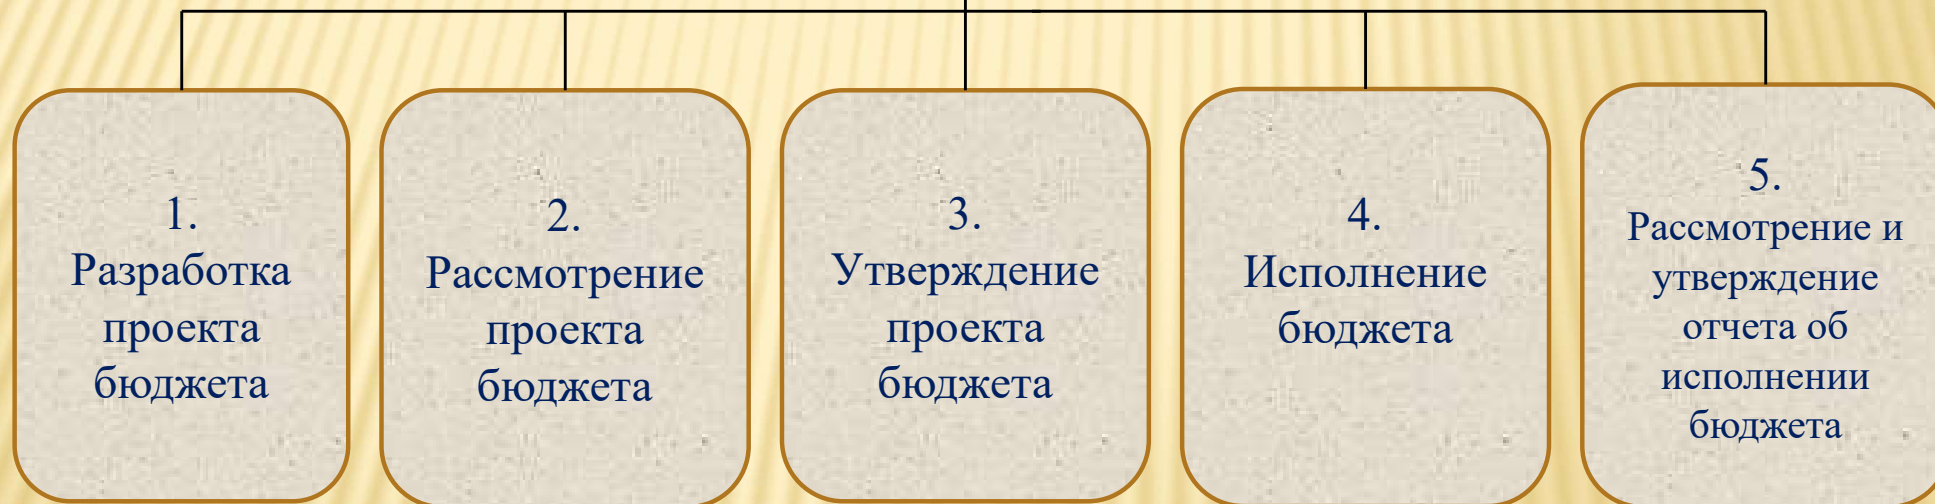 1.
Разработка
проекта
бюджета
2.
Рассмотрение
проекта
бюджета
3.
Утверждение
проекта
бюджета
4.
Исполнение
бюджета
5.
Рассмотрение и
утверждение
отчета об
исполнении
бюджета